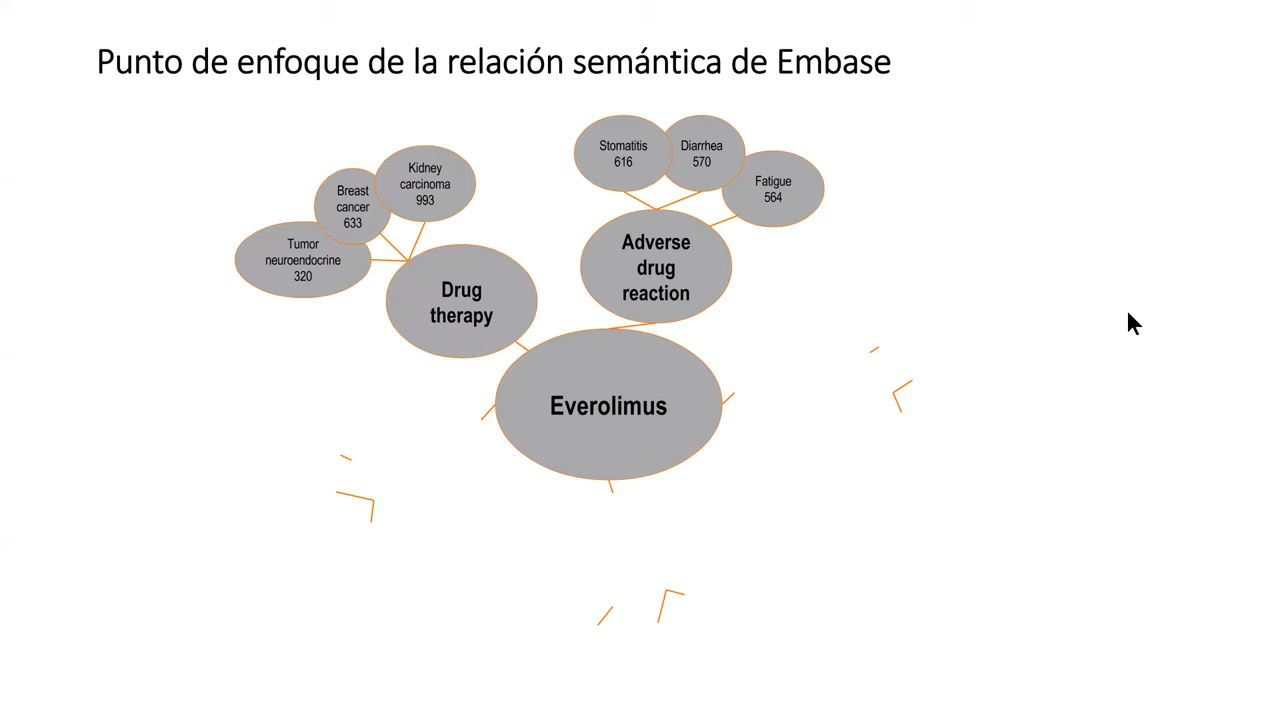 Punto de enfoque de la relación semántica de Embase
Stomatitis
616
Diarrhea
570
Fatigue
564
Kidney
carcinoma
993
Breast
cancer
633
Tumor
neuroendocrine
320
Adverse
drug
reaction
Drug
therapy
Everolimus